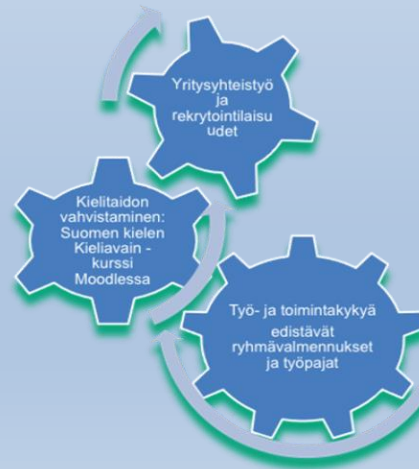 Yritysyhteistyö
ja
rekrytointilaisu
udet
Kielitaidon
vahvistaminen:
Suomen kielen
Kieliavain -
kurssi
Moodlessa
Työ- ja toimintakykyä
edistävät
ryhmävalmennukset
ja työpajat